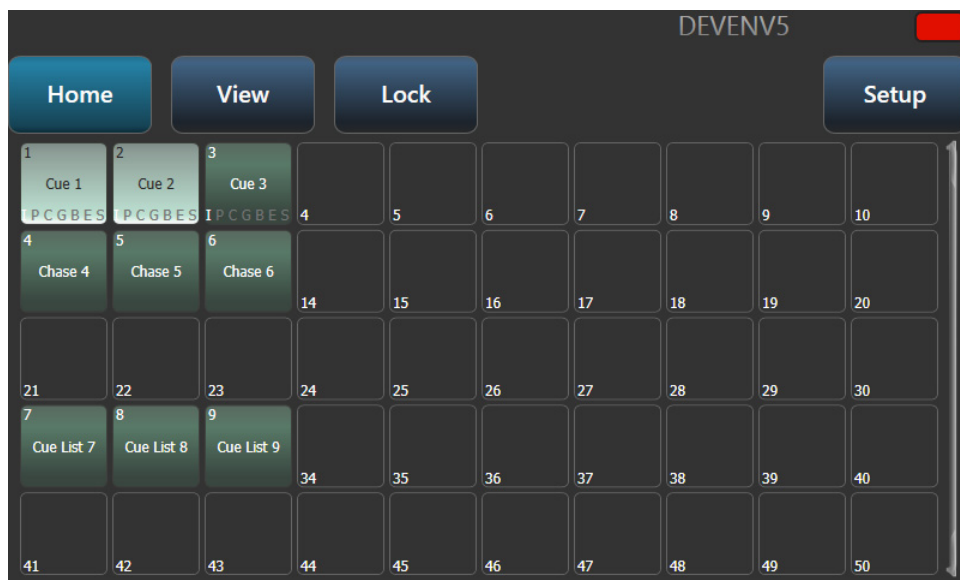 DEVENV5
Home View Lock Setup
1 2 3
Cue 1 Cue 2 Cue 3
IPCGBES IPCGBES IPCGBES 4 5 6 7 8 9 10
4 5 6
Chase 4 Chase 5 Chase 6
14 15 16 17 18 19 20
21 22 23 24 25 26 27 28 29 30
7 8 9
Cue List 7 Cue List 8 Cue List 9
34 35 36 37 38 39 40
41 42 43 44 45 46 47 48 49 50